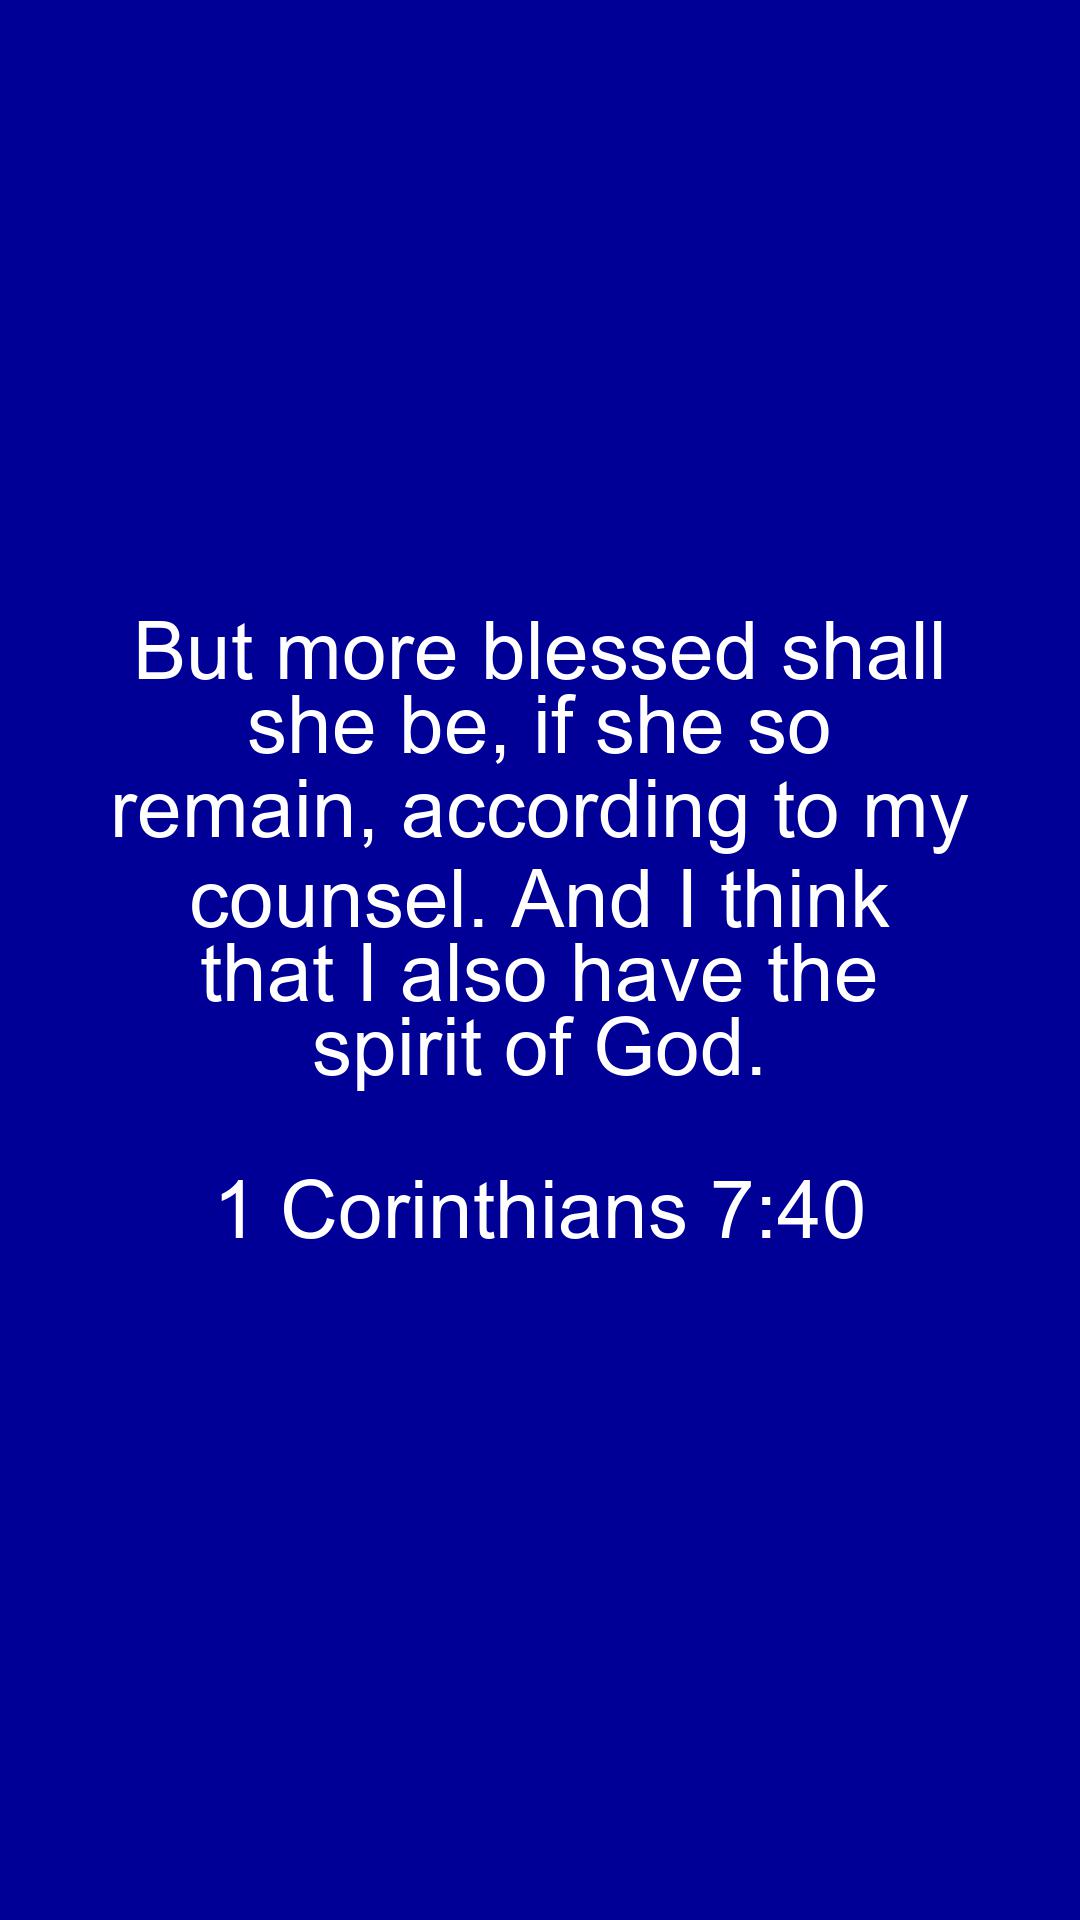 But more blessed shall
she be, if she so
remain, according to my
counsel. And I think
that I also have the
spirit of God.
1 Corinthians 7:40